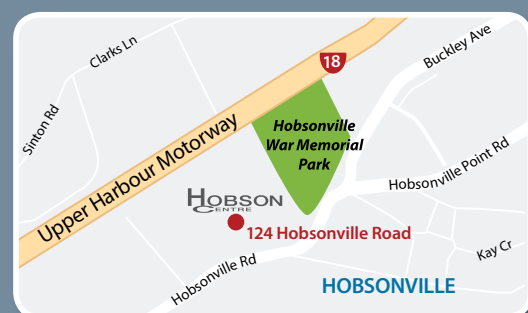 Clarks Ln
18
Buckley Ave
Sinton Rd
Upper Harbour Motorway
Hobsonville
War Memorial
Park
Hobsonville Point Rd
HOBSON
CENTRE
124 Hobsonville Road
Kay Cr
Hobsonville Rd
HOBSONVILLE